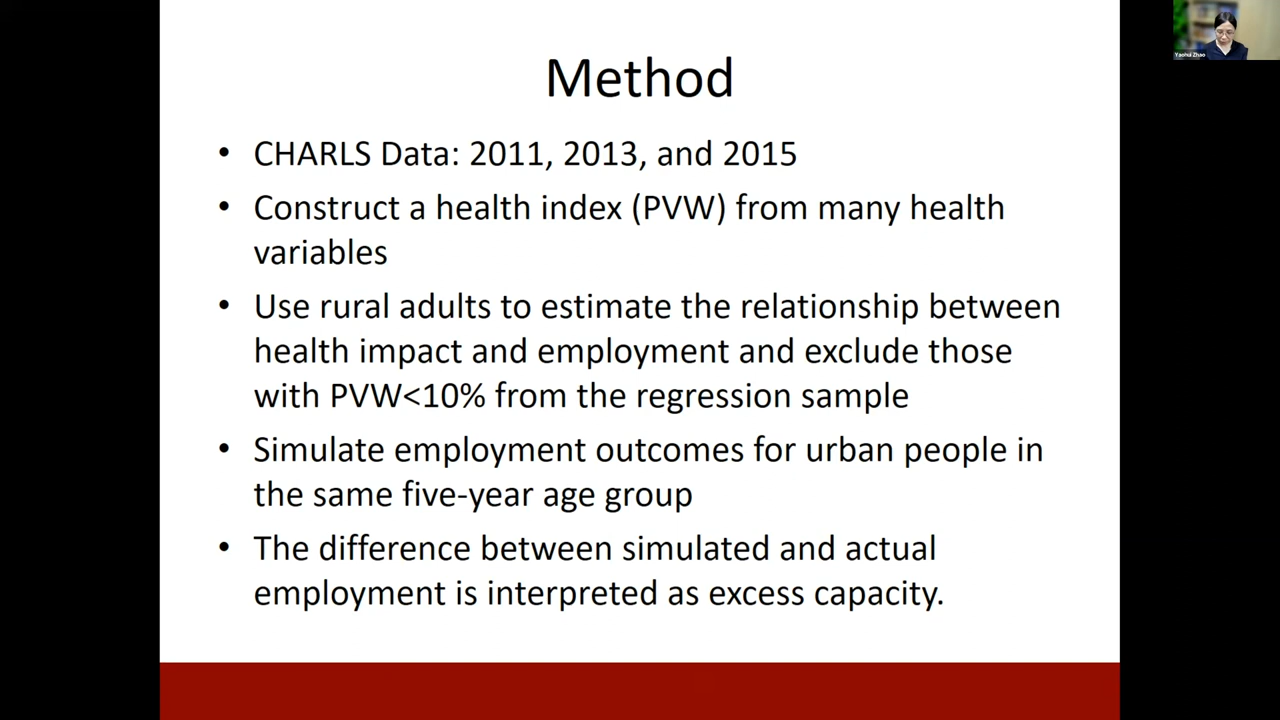 Method
• CHARLS Data: 2011, 2013, and 2015
• Construct a health index (PVW) from many health
variables
• Use rural adults to estimate the relationship between
health impact and employment and exclude those
with PVW<10% from the regression sample
• Simulate employment outcomes for urban people in
the same five-year age group
• The difference between simulated and actual
employment is interpreted as excess capacity.
Yaohui Zhao